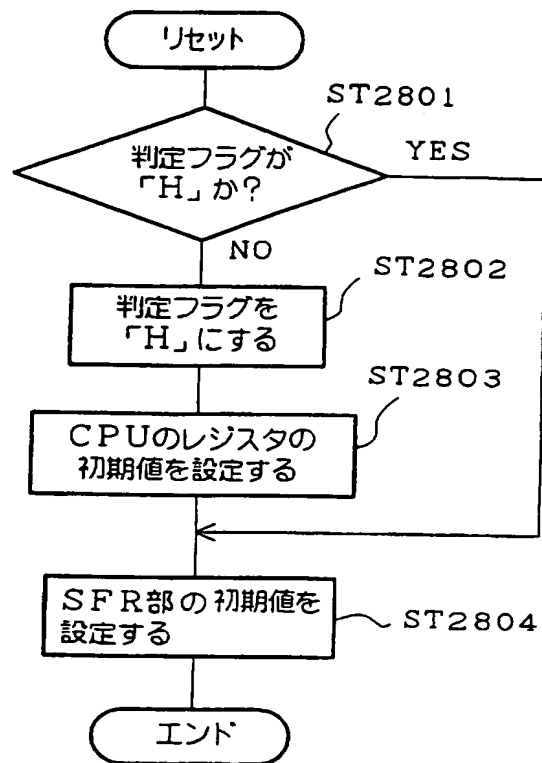 リセット
ST2801
判定フラグが
「H」か?
YES
NO
ST2802
判定フラグを
「H」にする
ST2803
CPUのレジスタの
初期値を設定する
SFR部の初期値を
設定する
ST2804
エンド